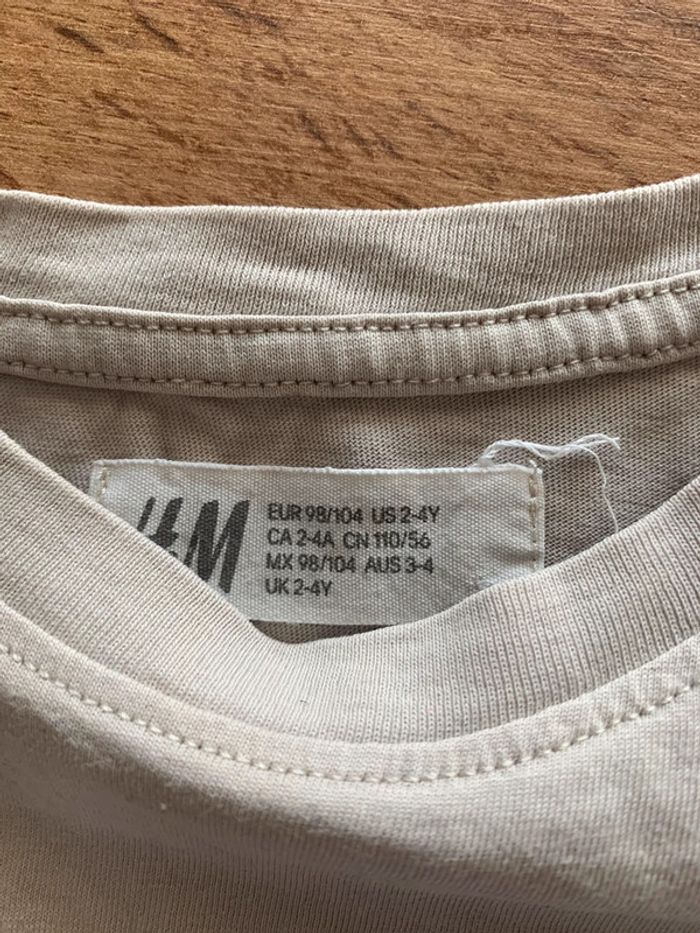 H&M
EUR 98/104 US 2-4Y
CA 2-4A CN 110/56
MX 98/104 AUS 3-4
UK 2-4Y